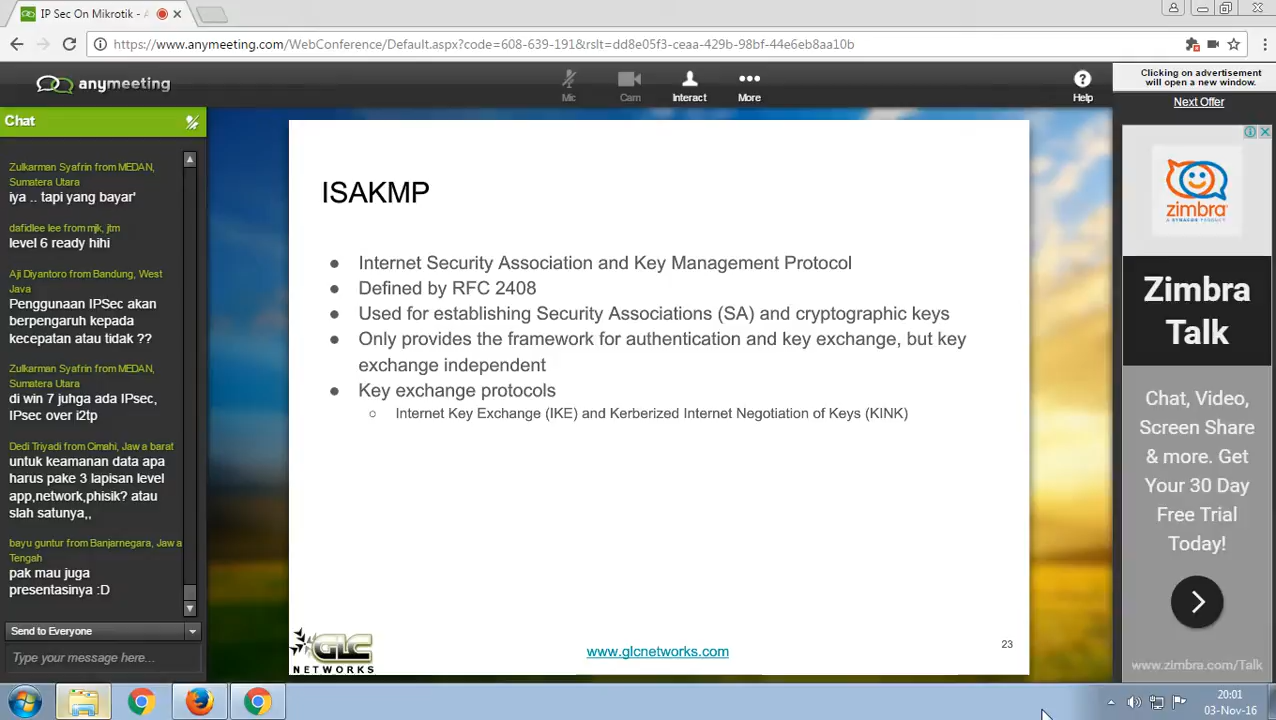 IP Sec On Mikrotik - A
https://www.anymeeting.com/WebConference/Default.aspx?code=608-639-191&rslt=dd8e05f3-ceaa-429b-98bf-44e6eb8aa10b
anymeeting
Mic
Cam
Interact
More
Help
Clicking on advertisement
will open a new window.
Next Offer
Chat
Zulkarman Syafrin from MEDAN,
Sumatera Utara
iya .. tapi yang bayar'
dafidlee lee from mjk, jtm
level 6 ready hihi
Aji Diyantoro from Bandung, West
Java
Penggunaan IPSec akan
berpengaruh kepada
kecepatan atau tidak ??
Zulkarman Syafrin from MEDAN,
Sumatera Utara
di win 7 juhga ada IPsec,
IPsec over i2tp
Dedi Triyadi from Cimahi, Jawa barat
untuk keamanan data apa
harus pake 3 lapisan level
app,network,phisik? atau
slah satunya,,
bayu guntur from Banjarnegara, Jawa
Tengah
pak mau juga
presentasinya :D
Send to Everyone
Type your message here...
ISAKMP
● Internet Security Association and Key Management Protocol
● Defined by RFC 2408
● Used for establishing Security Associations (SA) and cryptographic keys
● Only provides the framework for authentication and key exchange, but key
exchange independent
● Key exchange protocols
○ Internet Key Exchange (IKE) and Kerberized Internet Negotiation of Keys (KINK)
GLC
NETWORKS
www.glcnetworks.com
23
zimbra
A SYNACOR PRODUCT
Zimbra
Talk
Chat, Video,
Screen Share
& more. Get
Your 30 Day
Free Trial
Today!
www.zimbra.com/Talk
20:01
03-Nov-16